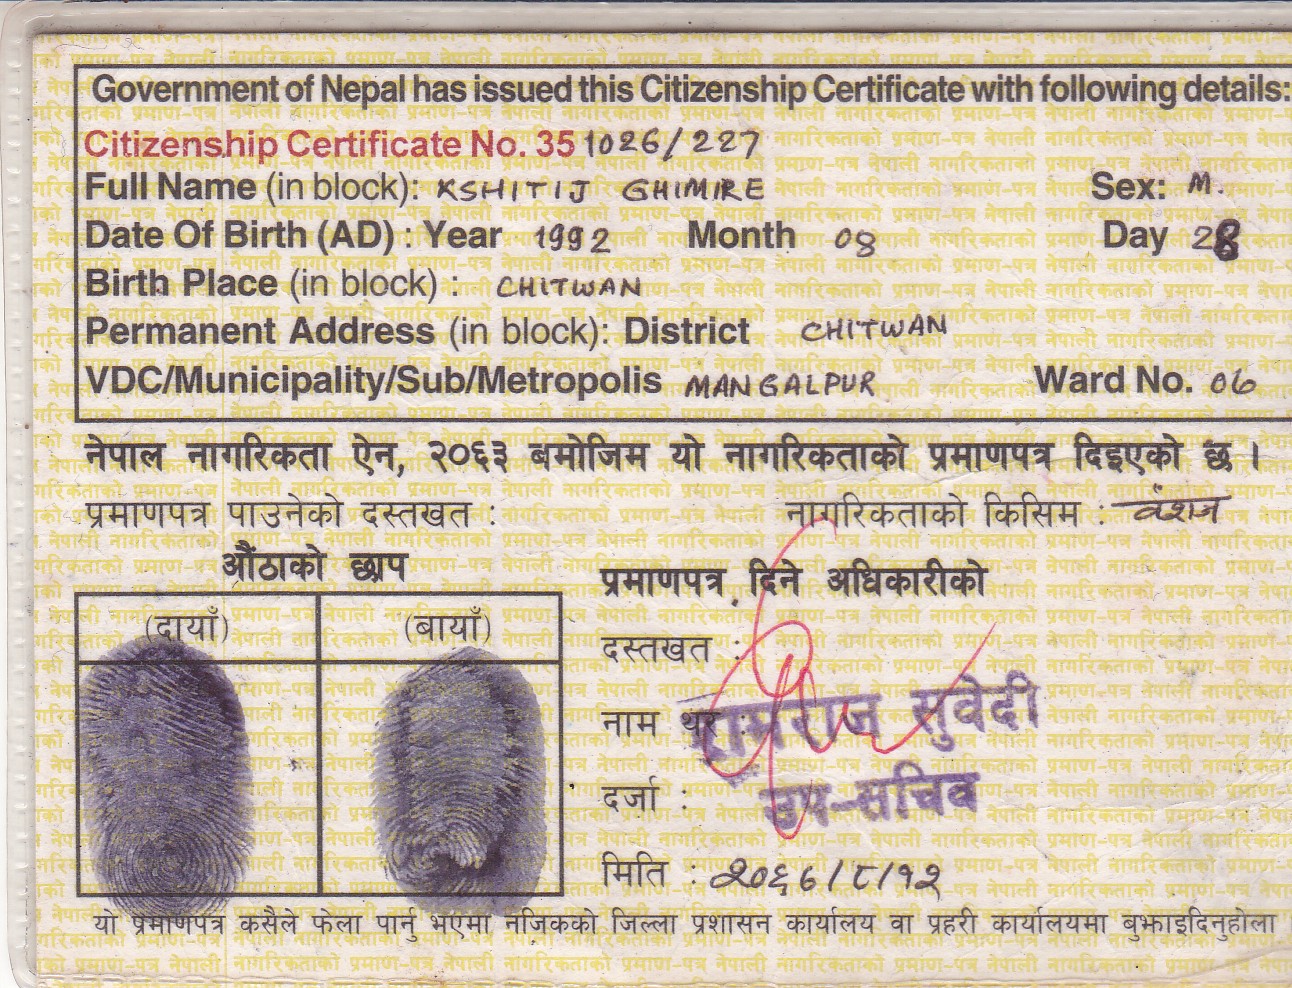 Government of Nepal has issued this Citizenship Certificate with following details:
Citizenship Certificate No. 35 1026/227
Full Name (in block): KSHITIJ GHIMIRE Sex: M.
Date Of Birth (AD) : Year 1992 Month 08 Day 28
Birth Place (in block) : CHITWAN
Permanent Address (in block): District CHITWAN
VDC/Municipality/Sub/Metropolis MANGALPUR Ward No. 06
नेपाल नागरिकता ऐन, २०६३ बमोजिम यो नागरिकताको प्रमाणपत्र दिइएको छ ।
प्रमाणपत्र पाउनेको दस्तखत : नागरिकताको किसिम : वंशज
औंठाको छाप
(दायाँ) (बायाँ)
प्रमाणपत्र दिने अधिकारीको
दस्तखत :
नाम थर : रामराज सुवेदी
दर्जा : उप-सचिव
मिति : २०६६/८/१२
यो प्रमाणपत्र कसैले फेला पार्नु भएमा नजिकको जिल्ला प्रशासन कार्यालय वा प्रहरी कार्यालयमा बुझाइदिनुहोला